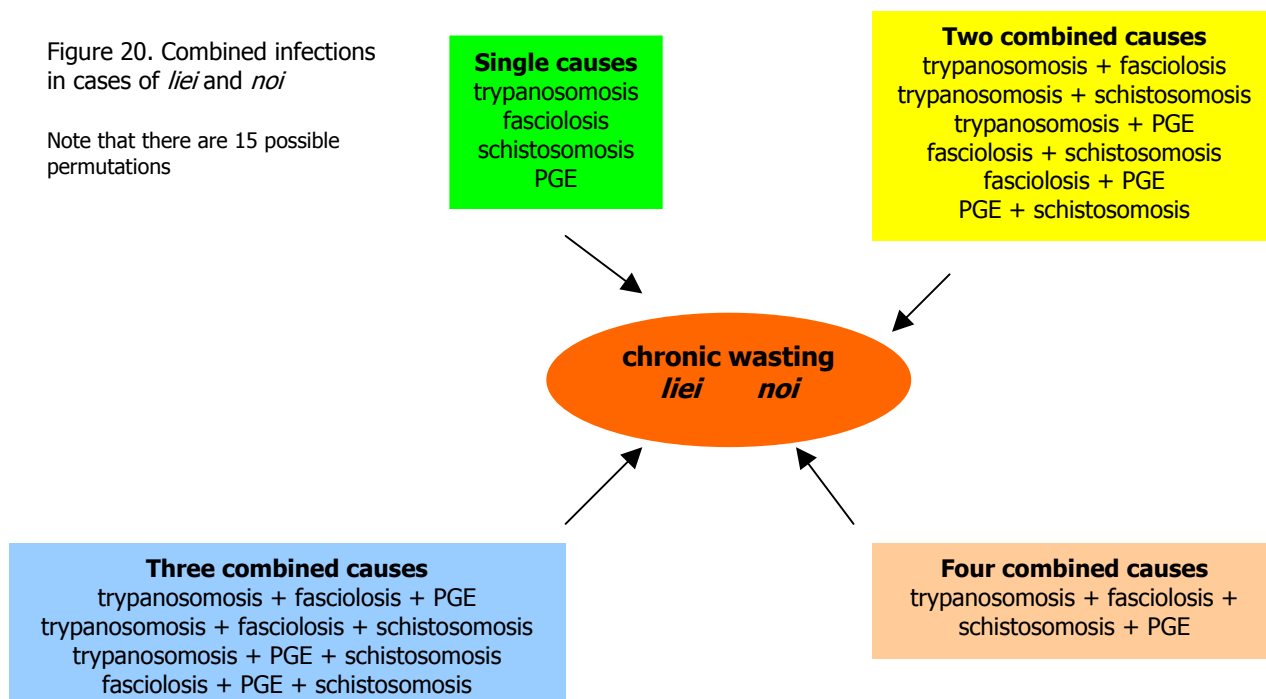 Figure 20. Combined infections
in cases of liei and noi
Note that there are 15 possible
permutations
Single causes
trypanosomosis
fasciolosis
schistosomosis
PGE
Two combined causes
trypanosomosis + fasciolosis
trypanosomosis + schistosomosis
trypanosomosis + PGE
fasciolosis + schistosomosis
fasciolosis + PGE
PGE + schistosomosis
chronic wasting
liei noi
Three combined causes
trypanosomosis + fasciolosis + PGE
trypanosomosis + fasciolosis + schistosomosis
trypanosomosis + PGE + schistosomosis
fasciolosis + PGE + schistosomosis
Four combined causes
trypanosomosis + fasciolosis +
schistosomosis + PGE